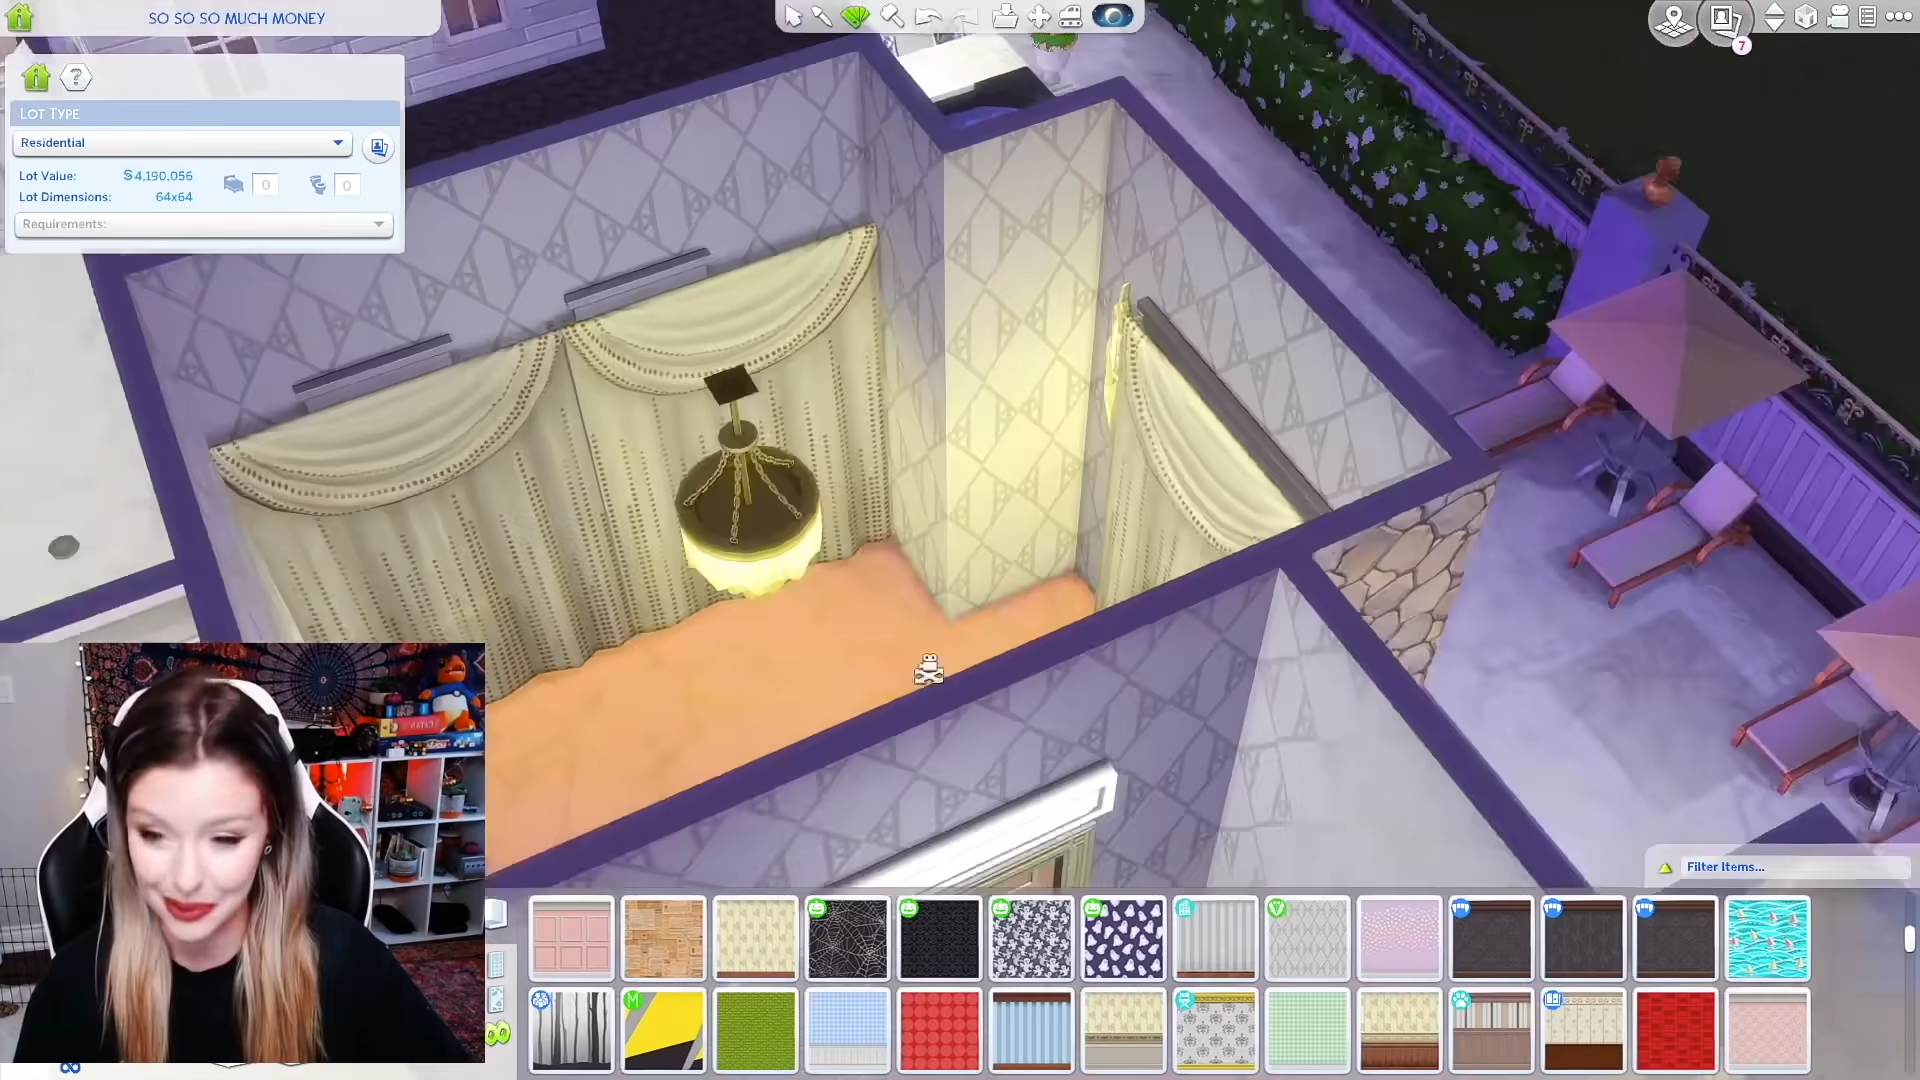 SO SO SO MUCH MONEY
7
LOT TYPE
Residential
Lot Value: §4,190,056
0
0
Lot Dimensions: 64x64
Requirements:
CATAN
Filter Items...
M